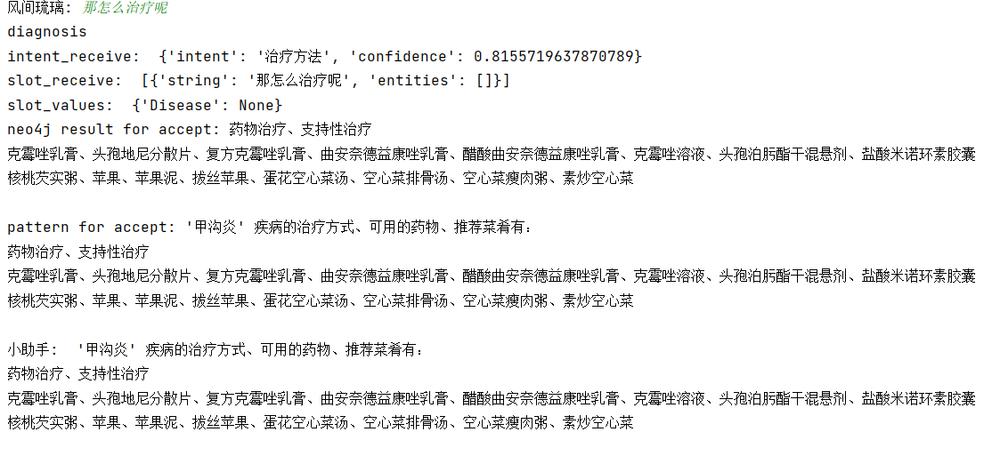 风间琉璃: 那怎么治疗呢
diagnosis
intent_receive:  {'intent': '治疗方法', 'confidence': 0.8155719637870789}
slot_receive:  [{'string': '那怎么治疗呢', 'entities': []}]
slot_values:  {'Disease': None}
neo4j result for accept: 药物治疗、支持性治疗
克霉唑乳膏、头孢地尼分散片、复方克霉唑乳膏、曲安奈德益康唑乳膏、醋酸曲安奈德益康唑乳膏、克霉唑溶液、头孢泊肟酯干混悬剂、盐酸米诺环素胶囊
核桃芡实粥、苹果、苹果泥、拔丝苹果、蛋花空心菜汤、空心菜排骨汤、空心菜瘦肉粥、素炒空心菜
pattern for accept: '甲沟炎' 疾病的治疗方式、可用的药物、推荐菜肴有：
药物治疗、支持性治疗
克霉唑乳膏、头孢地尼分散片、复方克霉唑乳膏、曲安奈德益康唑乳膏、醋酸曲安奈德益康唑乳膏、克霉唑溶液、头孢泊肟酯干混悬剂、盐酸米诺环素胶囊
核桃芡实粥、苹果、苹果泥、拔丝苹果、蛋花空心菜汤、空心菜排骨汤、空心菜瘦肉粥、素炒空心菜
小助手:  '甲沟炎' 疾病的治疗方式、可用的药物、推荐菜肴有：
药物治疗、支持性治疗
克霉唑乳膏、头孢地尼分散片、复方克霉唑乳膏、曲安奈德益康唑乳膏、醋酸曲安奈德益康唑乳膏、克霉唑溶液、头孢泊肟酯干混悬剂、盐酸米诺环素胶囊
核桃芡实粥、苹果、苹果泥、拔丝苹果、蛋花空心菜汤、空心菜排骨汤、空心菜瘦肉粥、素炒空心菜